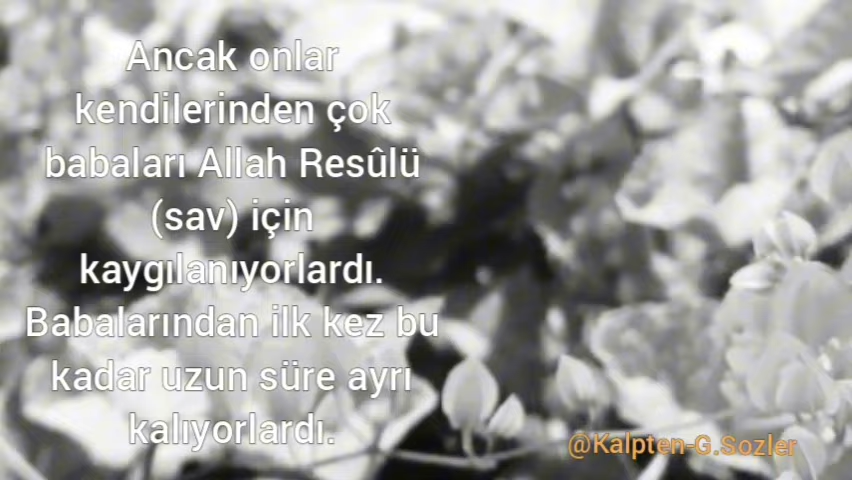 Ancak onlar
kendilerinden çok
babaları Allah Resûlü
(sav) için
kaygılanıyorlardı.
Babalarından ilk kez bu
kadar uzun süre ayrı
kalıyorlardı.
@Kalpten-G.Sozler